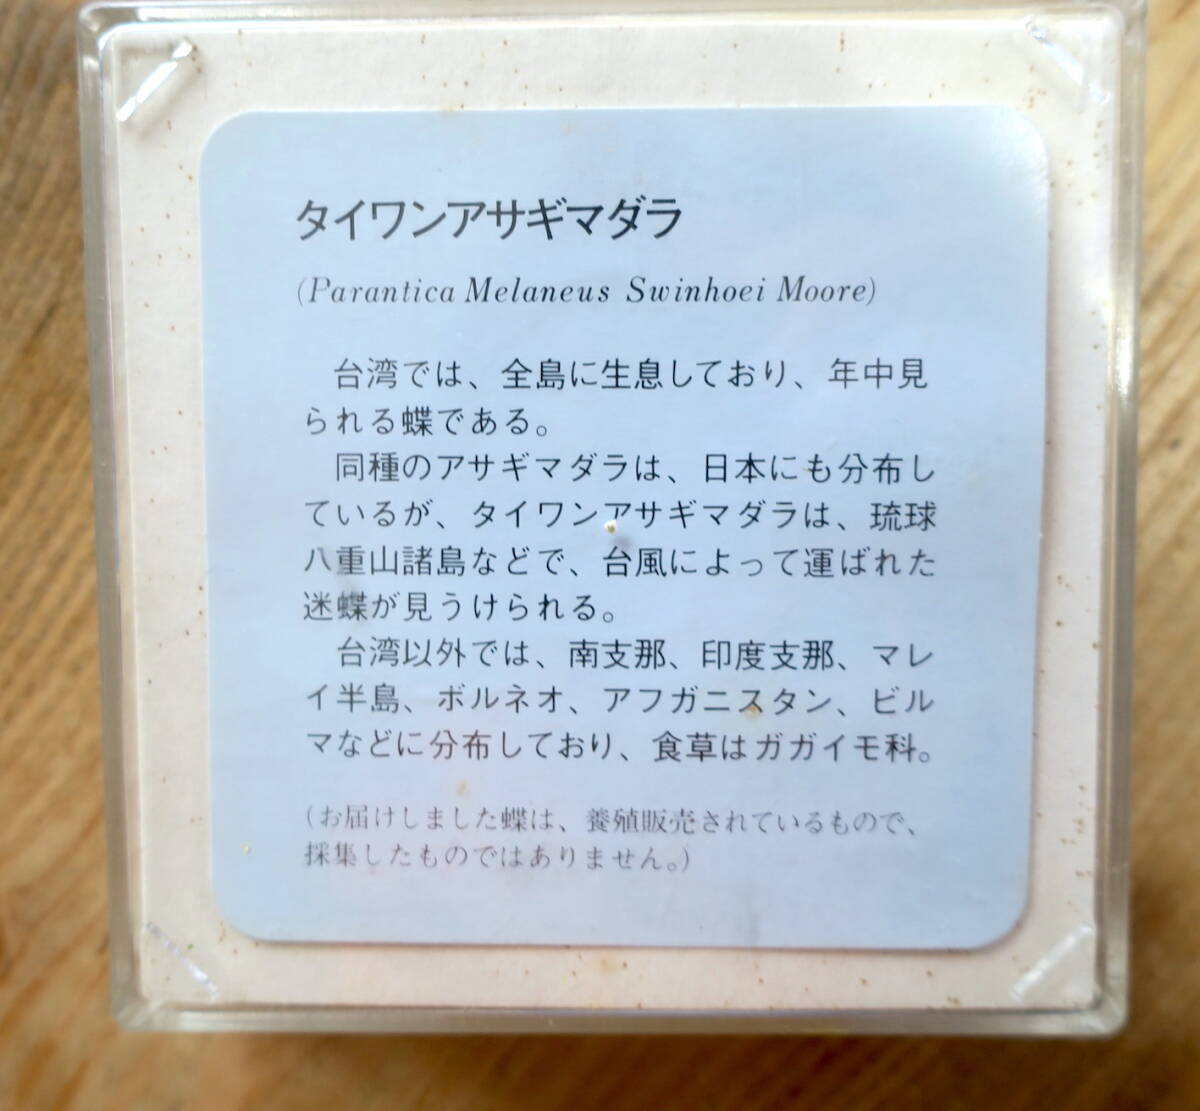 タイワンアサギマダラ
(Parantica Melaneus Swinhoei Moore)
台湾では、全島に生息しており、年中見
られる蝶である。
同種のアサギマダラは、日本にも分布し
ているが、タイワンアサギマダラは、琉球
八重山諸島などで、台風によって運ばれた
迷蝶が見うけられる。
台湾以外では、南支那、印度支那、マレ
イ半島、ボルネオ、アフガニスタン、ビル
マなどに分布しており、食草はガガイモ科。
(お届けしました蝶は、養殖販売されているもので、
採集したものではありません。)